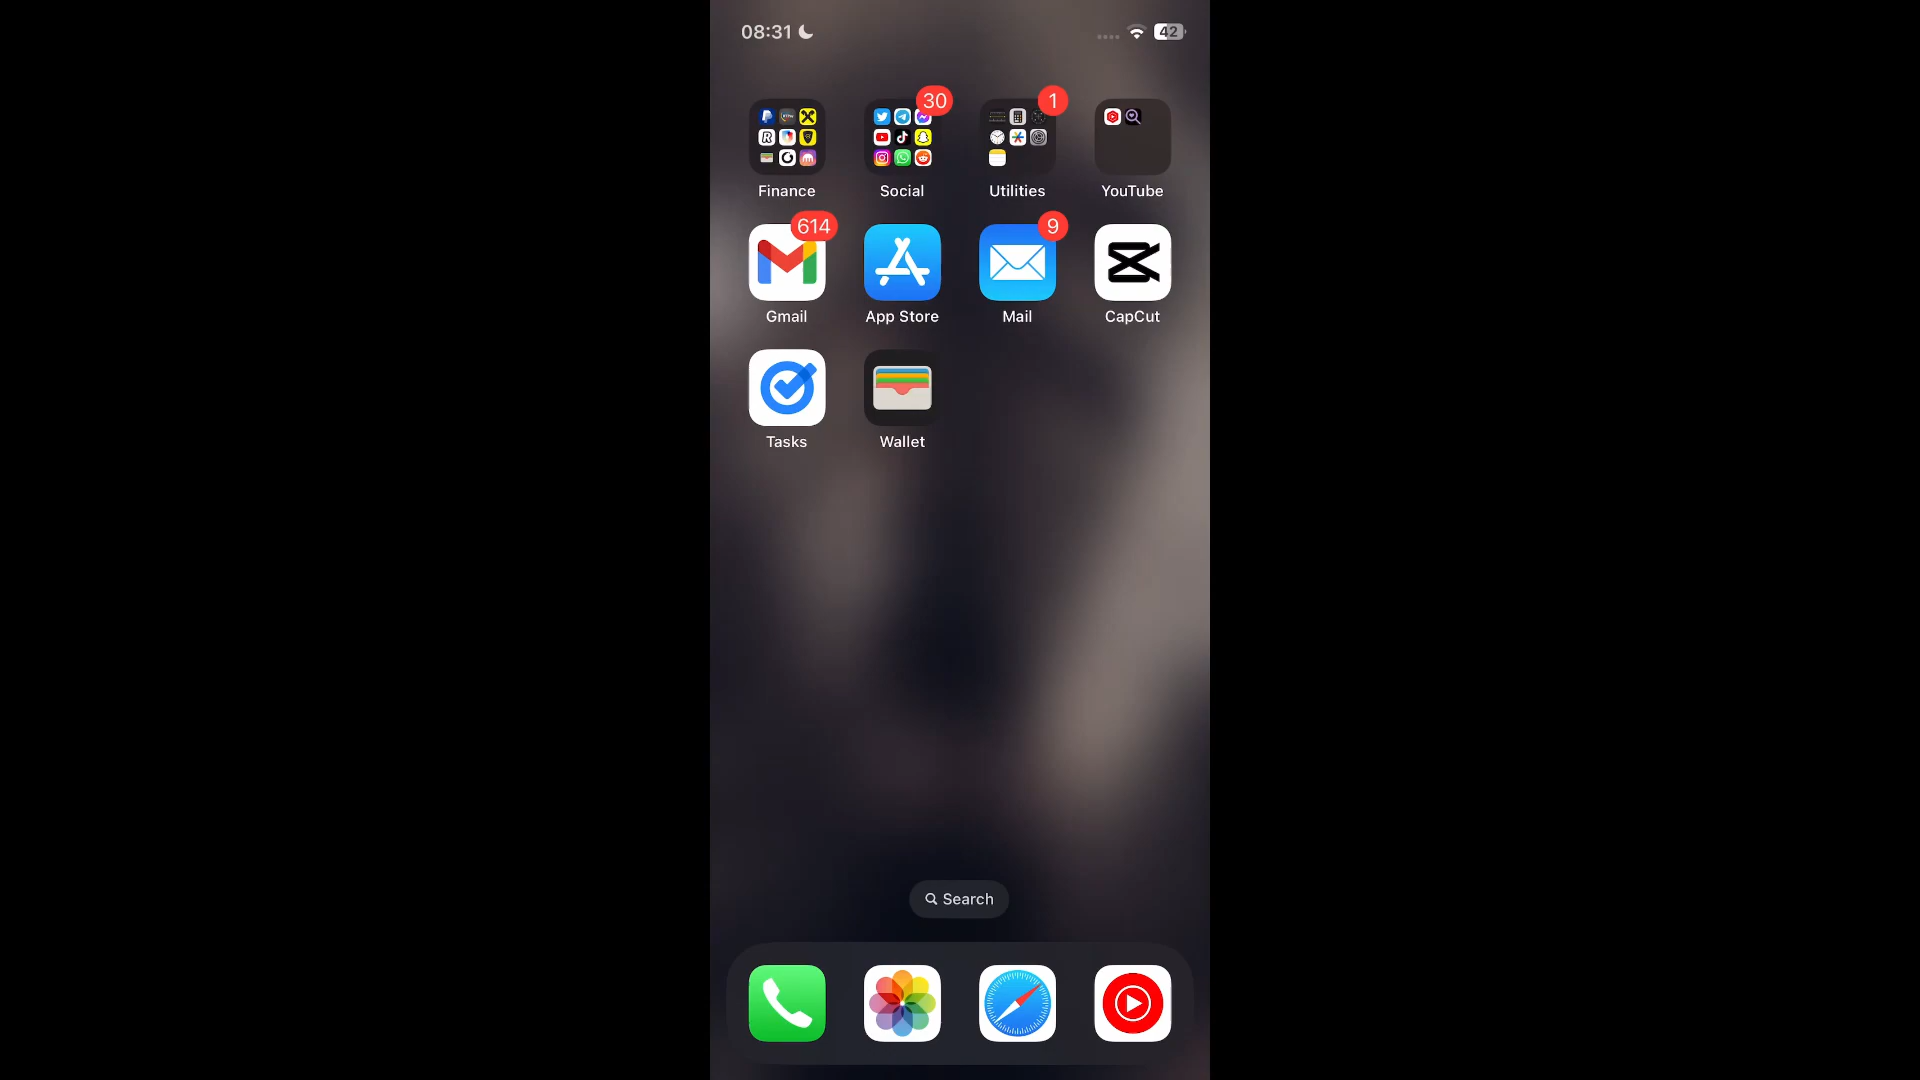 08:31
42
30
1
Finance
Social
Utilities
YouTube
614
9
Gmail
App Store
Mail
CapCut
Tasks
Wallet
Search